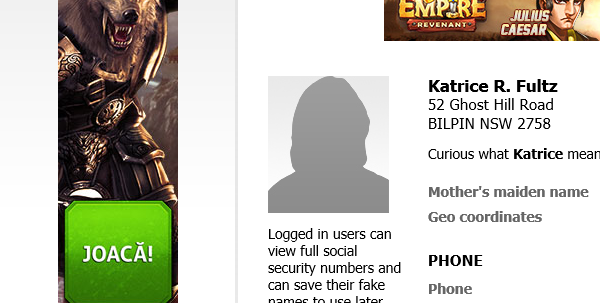 EMPIRE
REVENANT
JULIUS
CAESAR
Katrice R. Fultz
52 Ghost Hill Road
BILPIN NSW 2758
Curious what Katrice mean
Mother's maiden name
Geo coordinates
PHONE
Phone
JOACĂ!
Logged in users can
view full social
security numbers and
can save their fake
names to use later